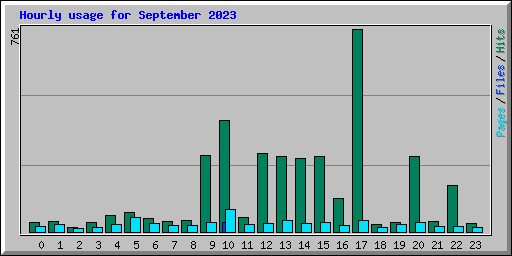 Hourly usage for September 2023
761
Pages/Files/Hits
0 1 2 3 4 5 6 7 8 9 10 11 12 13 14 15 16 17 18 19 20 21 22 23